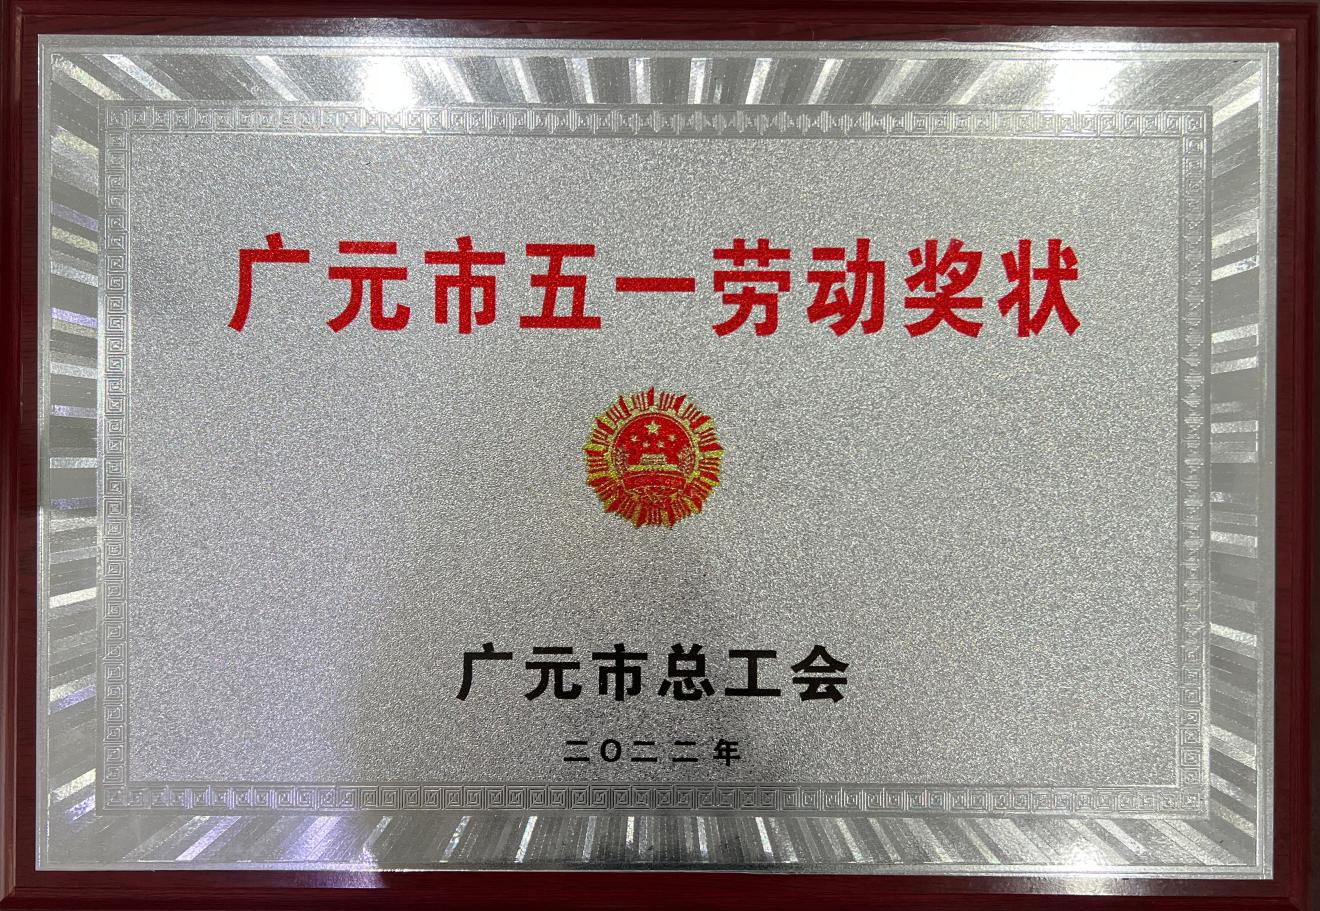 广元市五一劳动奖状
广元市总工会
二〇二二年